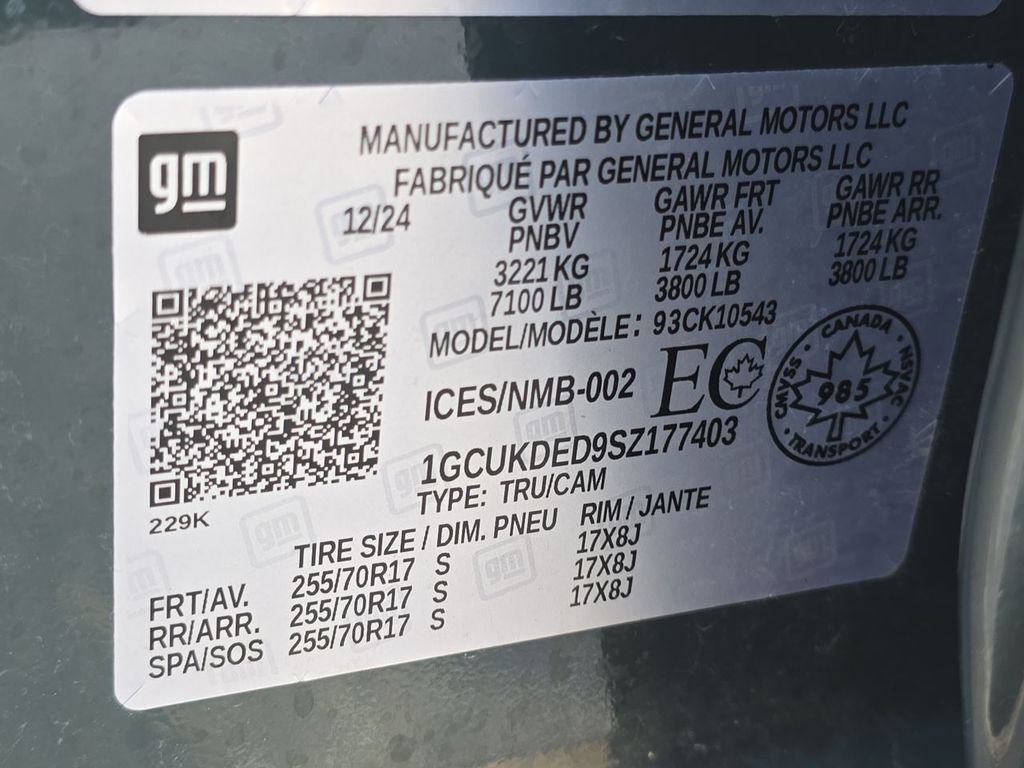 gm
MANUFACTURED BY GENERAL MOTORS LLC
FABRIQUÉ PAR GENERAL MOTORS LLC
12/24
GVWR GAWR FRT GAWR RR
PNBV PNBE AV. PNBE ARR.
3221 KG 1724 KG 1724 KG
7100 LB 3800 LB 3800 LB
MODEL/MODÈLE: 93CK10543
ICES/NMB-002 EC
CANADA
CMVSS 985 NSVAC
TRANSPORT
1GCUKDED9SZ177403
TYPE: TRU/CAM
229K
TIRE SIZE / DIM. PNEU RIM / JANTE
FRT/AV. 255/70R17 S 17X8J
RR/ARR. 255/70R17 S 17X8J
SPA/SOS 255/70R17 S 17X8J